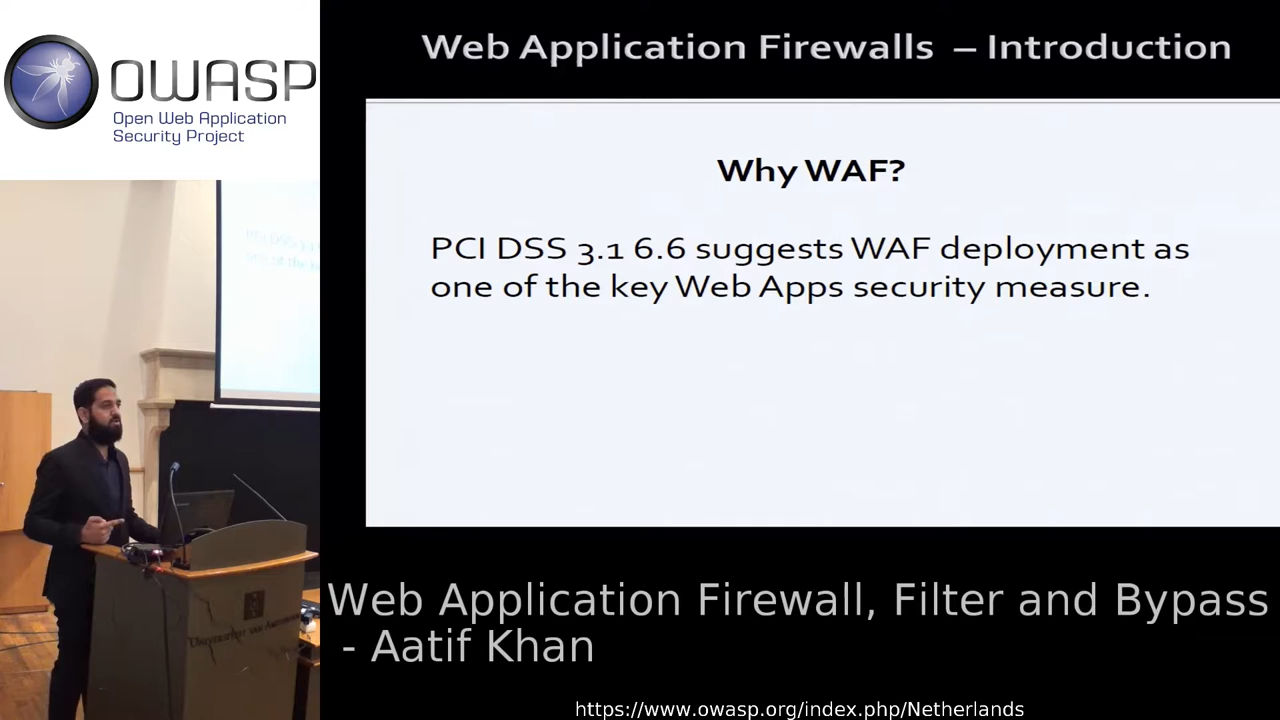 OWASP
Open Web Application
Security Project
Web Application Firewalls – Introduction
Why WAF?
PCI DSS 3.1 6.6 suggests WAF deployment as
one of the key Web Apps security measure.
Web Application Firewall, Filter and Bypass
- Aatif Khan
https://www.owasp.org/index.php/Netherlands